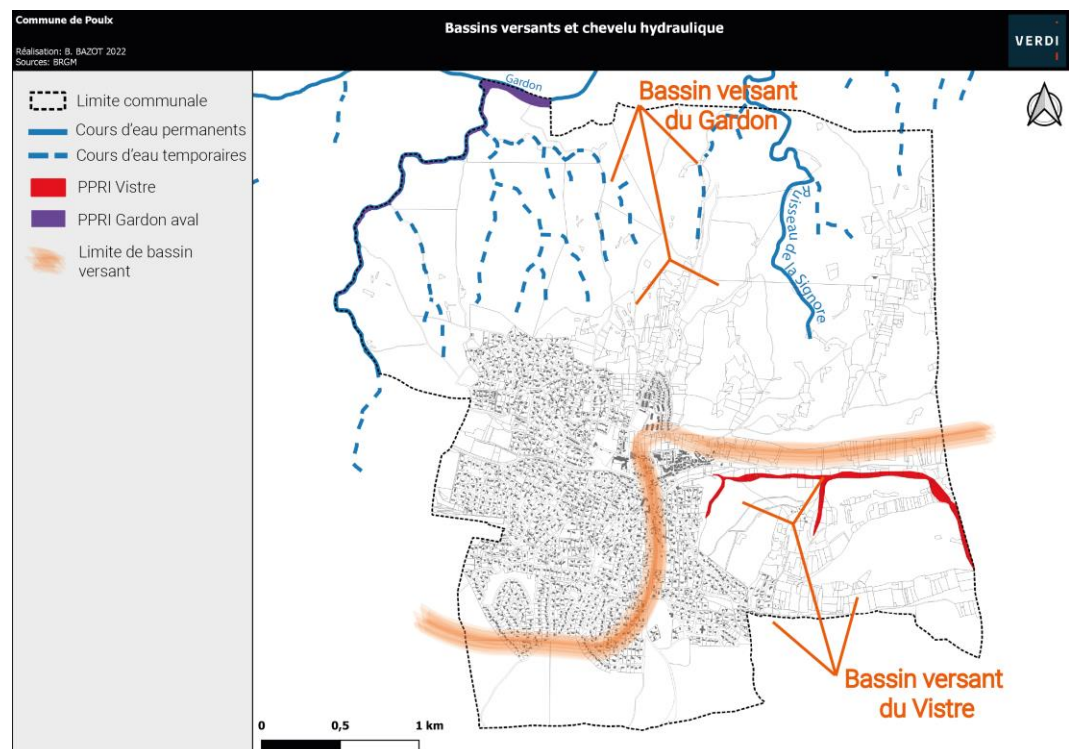 Commune de Poulx
Réalisation: B. BAZOT 2022
Sources: BRGM
Bassins versants et chevelu hydraulique
VERDI
Limite communale
Cours d'eau permanents
Cours d'eau temporaires
PPRI Vistre
PPRI Gardon aval
Limite de bassin
versant
Gardon
Bassin versant
du Gardon
Ruisseau de la Signore
Bassin versant
du Vistre
0 0,5 1 km